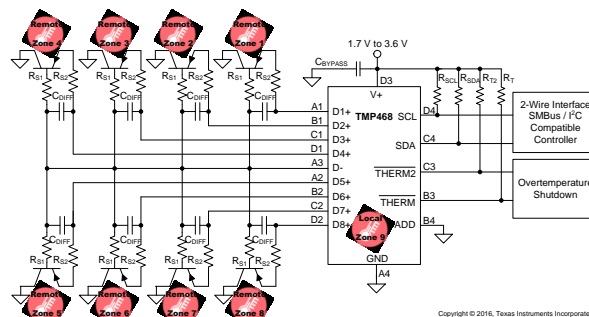 Remote
Zone 4
Remote
Zone 3
Remote
Zone 2
Remote
Zone 1
RS1
RS2
RS1
RS2
RS1
RS2
RS1
RS2
CDIFF
CDIFF
CDIFF
CDIFF
1.7 V to 3.6 V
CBYPASS
RSCL
RSDA
RT2
RT
D3
V+
TMP468
A1
D1+
B1
D2+
C1
D3+
D1
D4+
A3
D-
A2
D5+
B2
D6+
C2
D7+
D2
D8+
SCL
D4
SDA
C4
THERM2
C3
THERM
B3
ADD
B4
GND
A4
Local
Zone 9
2-Wire Interface
SMBus / I²C
Compatible
Controller
Overtemperature
Shutdown
CDIFF
CDIFF
CDIFF
CDIFF
RS1
RS2
RS1
RS2
RS1
RS2
RS1
RS2
Remote
Zone 5
Remote
Zone 6
Remote
Zone 7
Remote
Zone 8
Copyright © 2016, Texas Instruments Incorporate